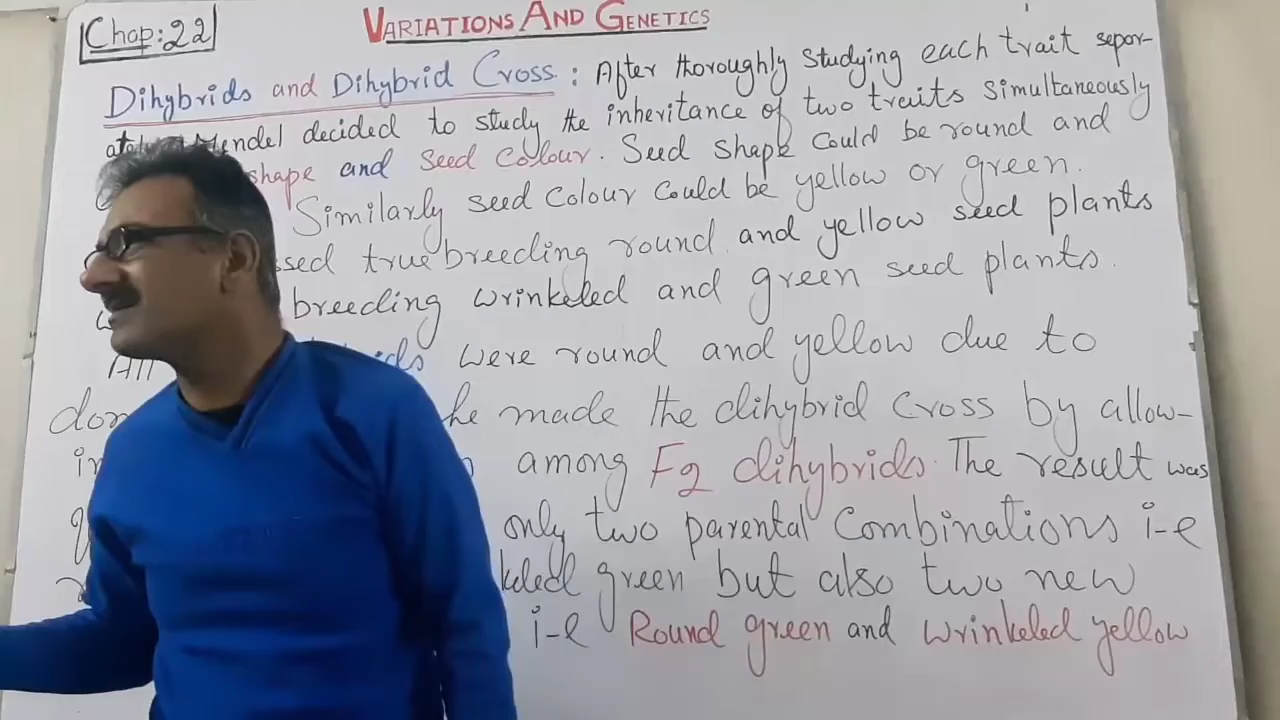 Chap:22
VARIATIONS AND GENETICS
Dihybrids and Dihybrid Cross : After thoroughly studying each trait separ-
Mendel decided to study the inheritance of two traits simultaneously
shape and seed colour. Seed shape could be round and
Similarly seed colour could be yellow or green.
true breeding round and yellow seed plants
breeding wrinkeled and green seed plants.
All were round and yellow due to
he made the dihybrid cross by allow-
among F2 dihybrids. The result was
only two parental combinations i-e
green but also two new
i-e Round green and wrinkeled yellow